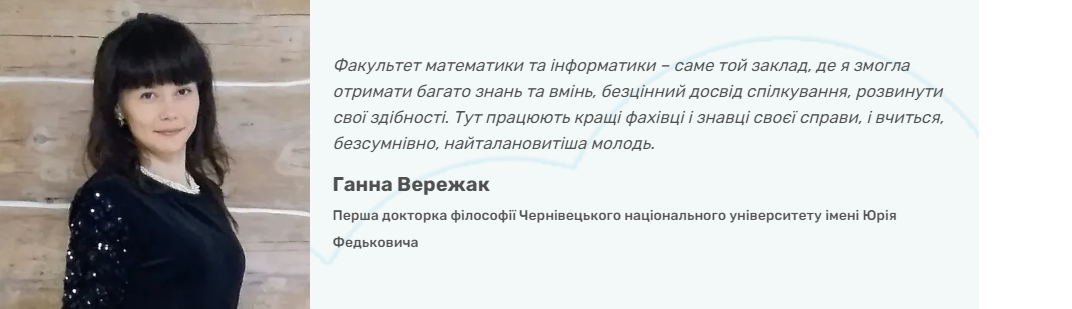 Факультет математики та інформатики – саме той заклад, де я змогла
отримати багато знань та вмінь, безцінний досвід спілкування, розвинути
свої здібності. Тут працюють кращі фахівці і знавці своєї справи, і вчиться,
безсумнівно, найталановитіша молодь.
Ганна Вережак
Перша докторка філософії Чернівецького національного університету імені Юрія
Федьковича